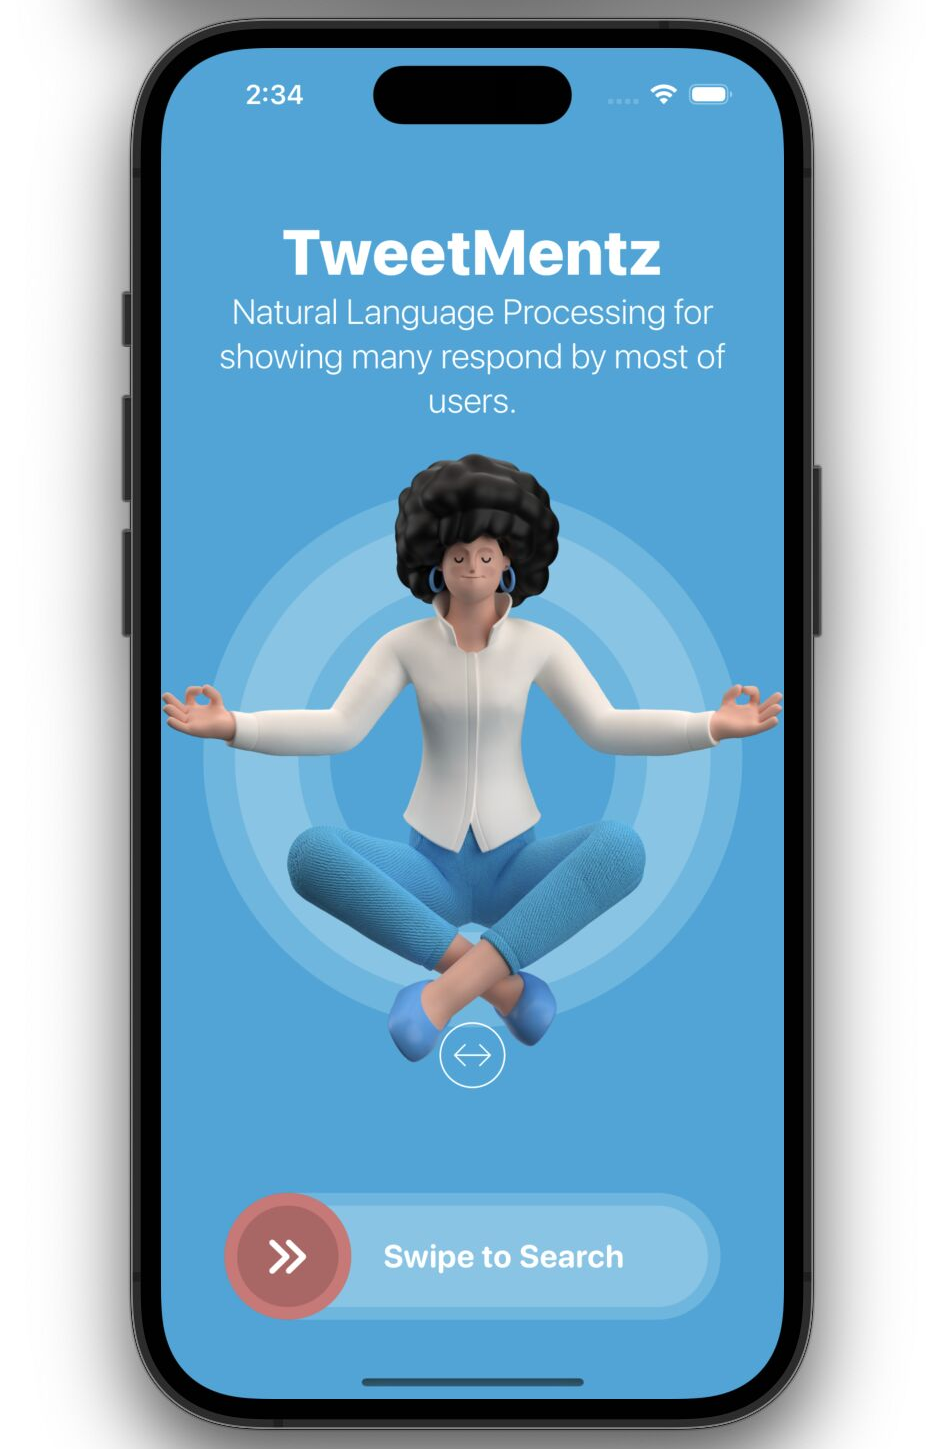 2:34
TweetMentz
Natural Language Processing for
showing many respond by most of
users.
Swipe to Search